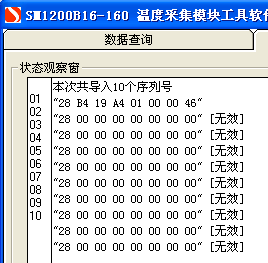 SM1200B16-160 温度采集模块工具软
数据查询
状态观察窗
本次共导入10个序列号
01 "28 B4 19 A4 01 00 00 46"
02 "28 00 00 00 00 00 00 00" [无效]
03 "28 00 00 00 00 00 00 00" [无效]
04 "28 00 00 00 00 00 00 00" [无效]
05 "28 00 00 00 00 00 00 00" [无效]
06 "28 00 00 00 00 00 00 00" [无效]
07 "28 00 00 00 00 00 00 00" [无效]
08 "28 00 00 00 00 00 00 00" [无效]
09 "28 00 00 00 00 00 00 00" [无效]
10 "28 00 00 00 00 00 00 00" [无效]